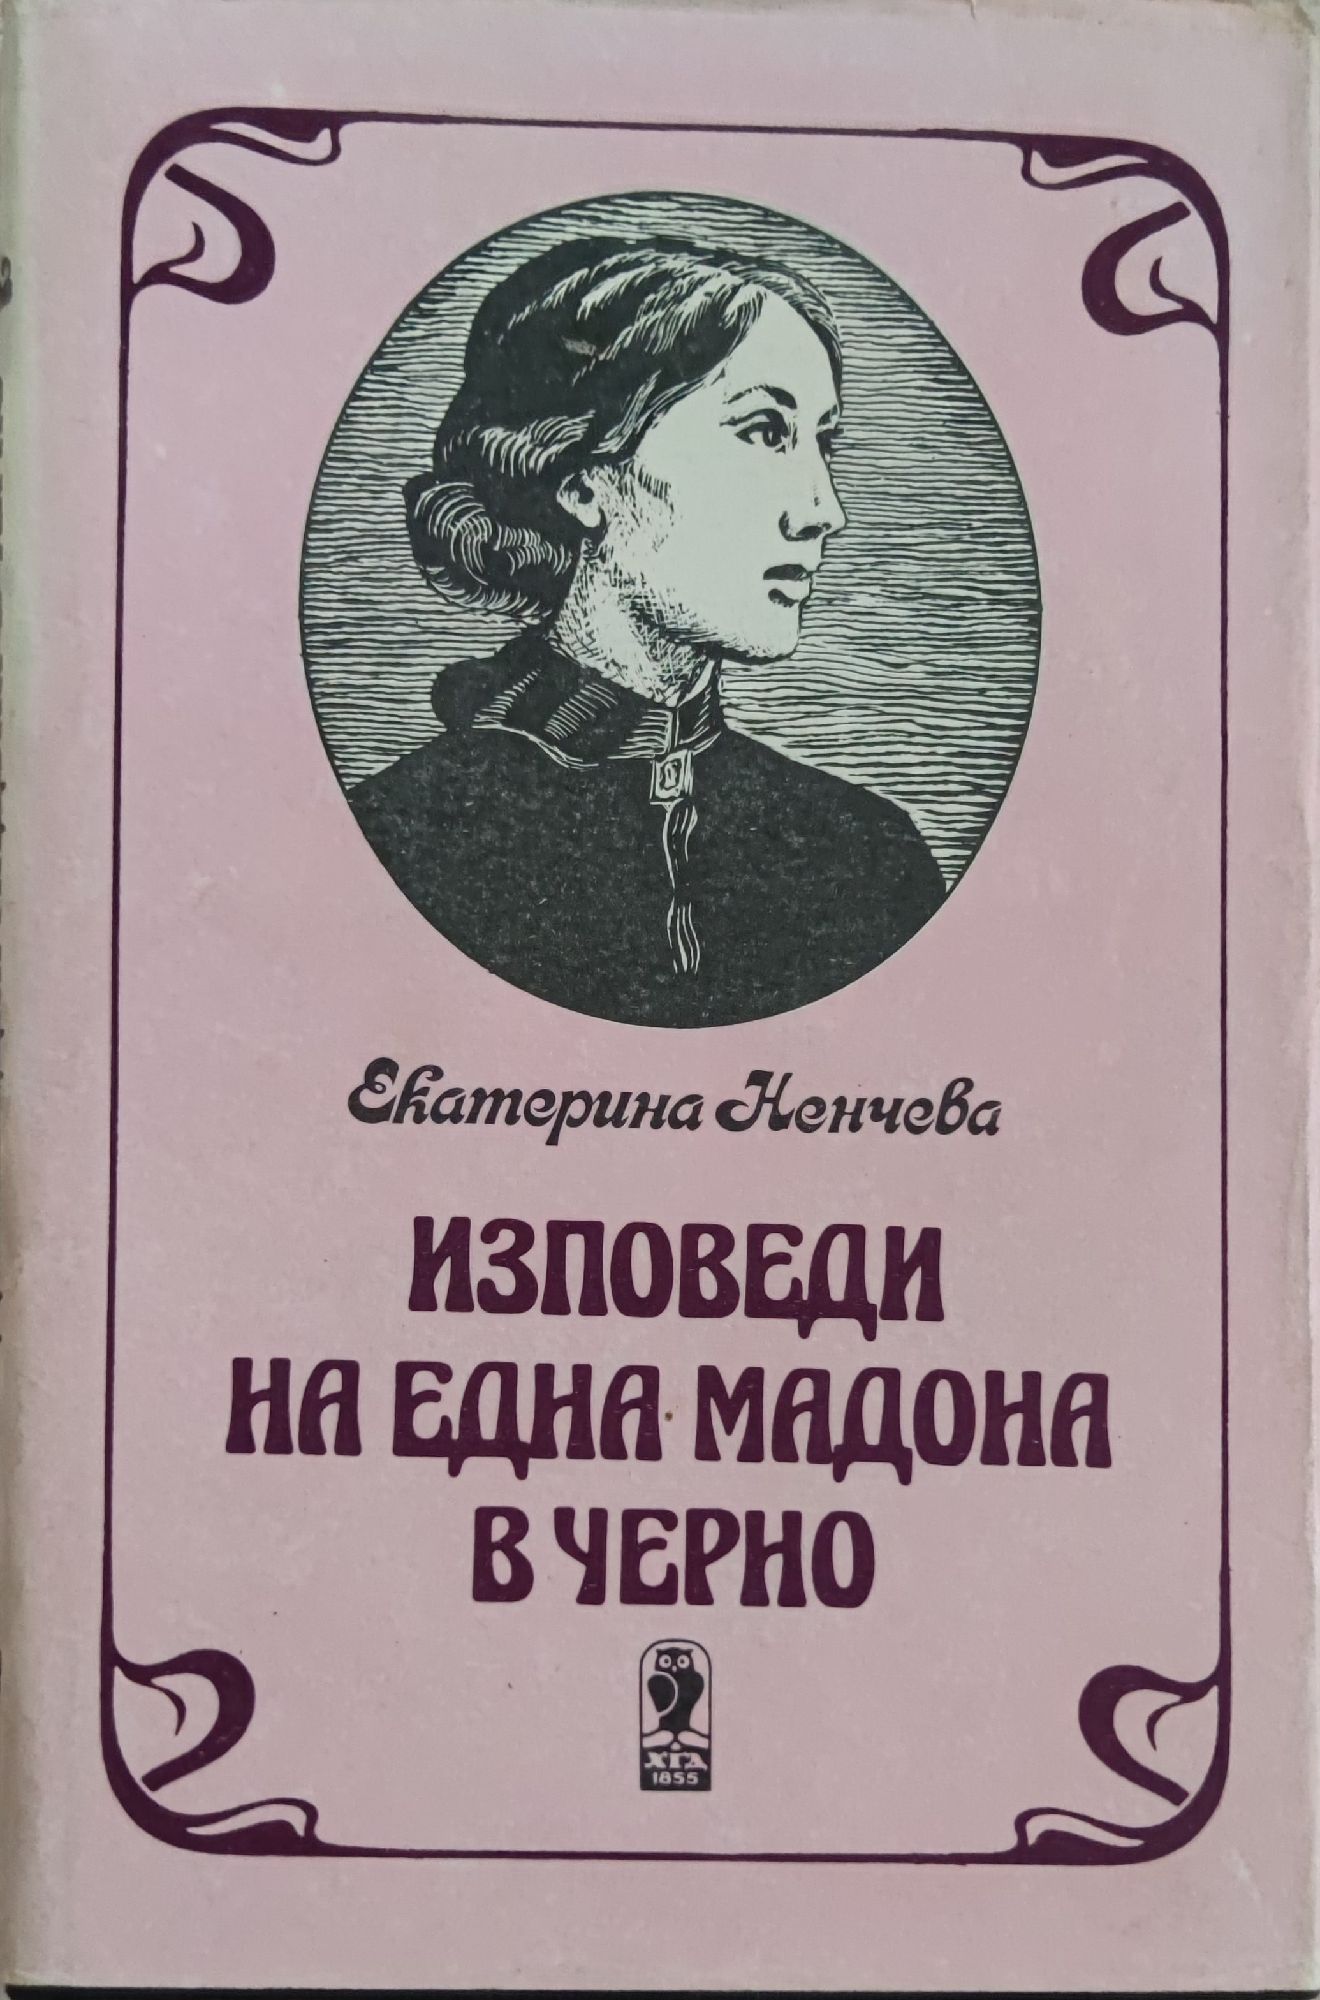 Екатерина Ненчева
ИЗПОВЕДИ
НА ЕДНА МАДОНА
В ЧЕРНО
ХГД
1855